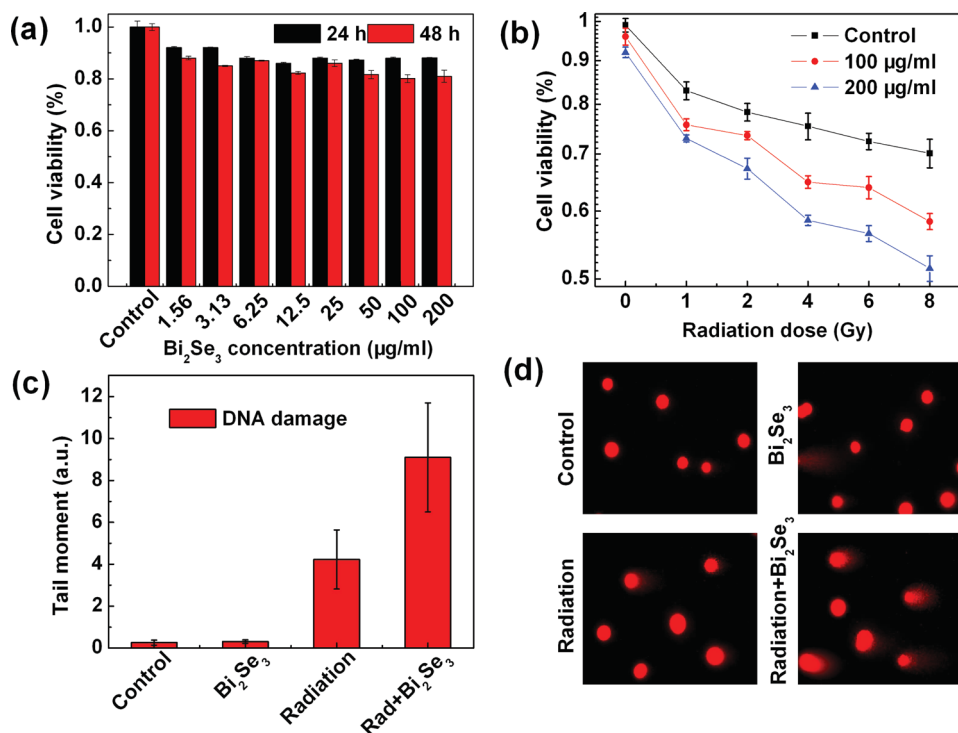 (a)
24 h
48 h
Cell viability (%)
1.0
0.8
0.6
0.4
0.2
0.0
Control
1.56
3.13
6.25
12.5
25
50
100
200
Bi₂Se₃ concentration (µg/ml)
(b)
Control
100 µg/ml
200 µg/ml
Cell viability (%)
1
0.9
0.8
0.7
0.6
0.5
0
1
2
4
6
8
Radiation dose (Gy)
(c)
DNA damage
Tail moment (a.u.)
12
10
8
6
4
2
0
Control
Bi₂Se₃
Radiation
Rad+Bi₂Se₃
(d)
Control
Bi₂Se₃
Radiation
Radiation+Bi₂Se₃